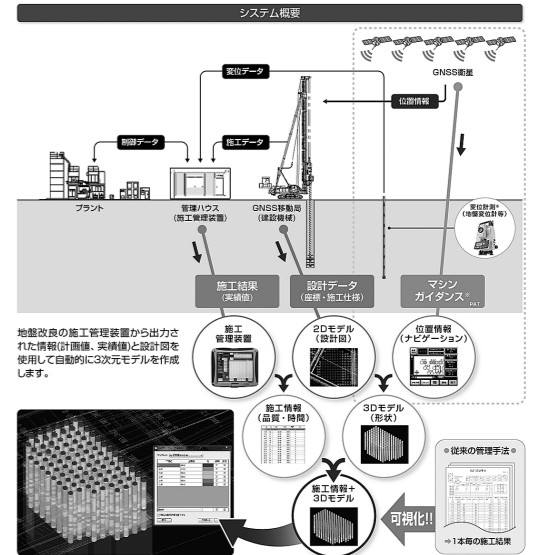 システム概要
GNSS衛星
変位データ
位置情報
制御データ
施工データ
プラント
管理ハウス
(施工管理装置)
GNSS移動局
(建設機械)
変位計測※
(地盤変位計等)
施工結果
(実績値)
設計データ
(座標・施工仕様)
マシン
ガイダンス※
PAT.
地盤改良の施工管理装置から出力さ
れた情報(計画値、実績値)と設計図を
使用して自動的に3次元モデルを作成
します。
施工
管理装置
2Dモデル
(設計図)
位置情報
(ナビゲーション)
施工情報
(品質・時間)
3Dモデル
(形状)
施工情報+
3Dモデル
可視化!!
●従来の管理手法●
⇒1本毎の施工結果